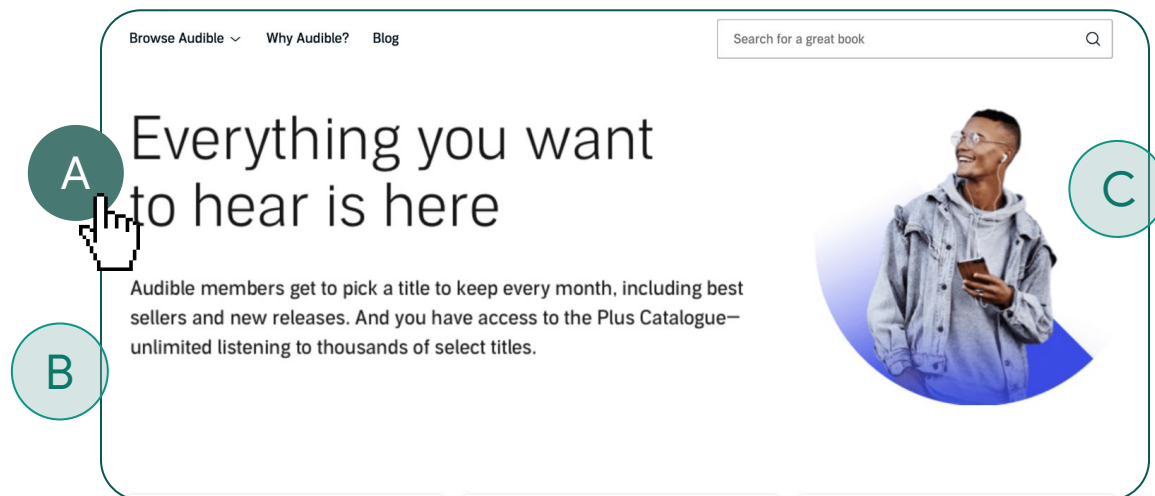 Browse Audible Why Audible? Blog
Search for a great book
Everything you want
to hear is here
A
C
Audible members get to pick a title to keep every month, including best
sellers and new releases. And you have access to the Plus Catalogue—
unlimited listening to thousands of select titles.
B